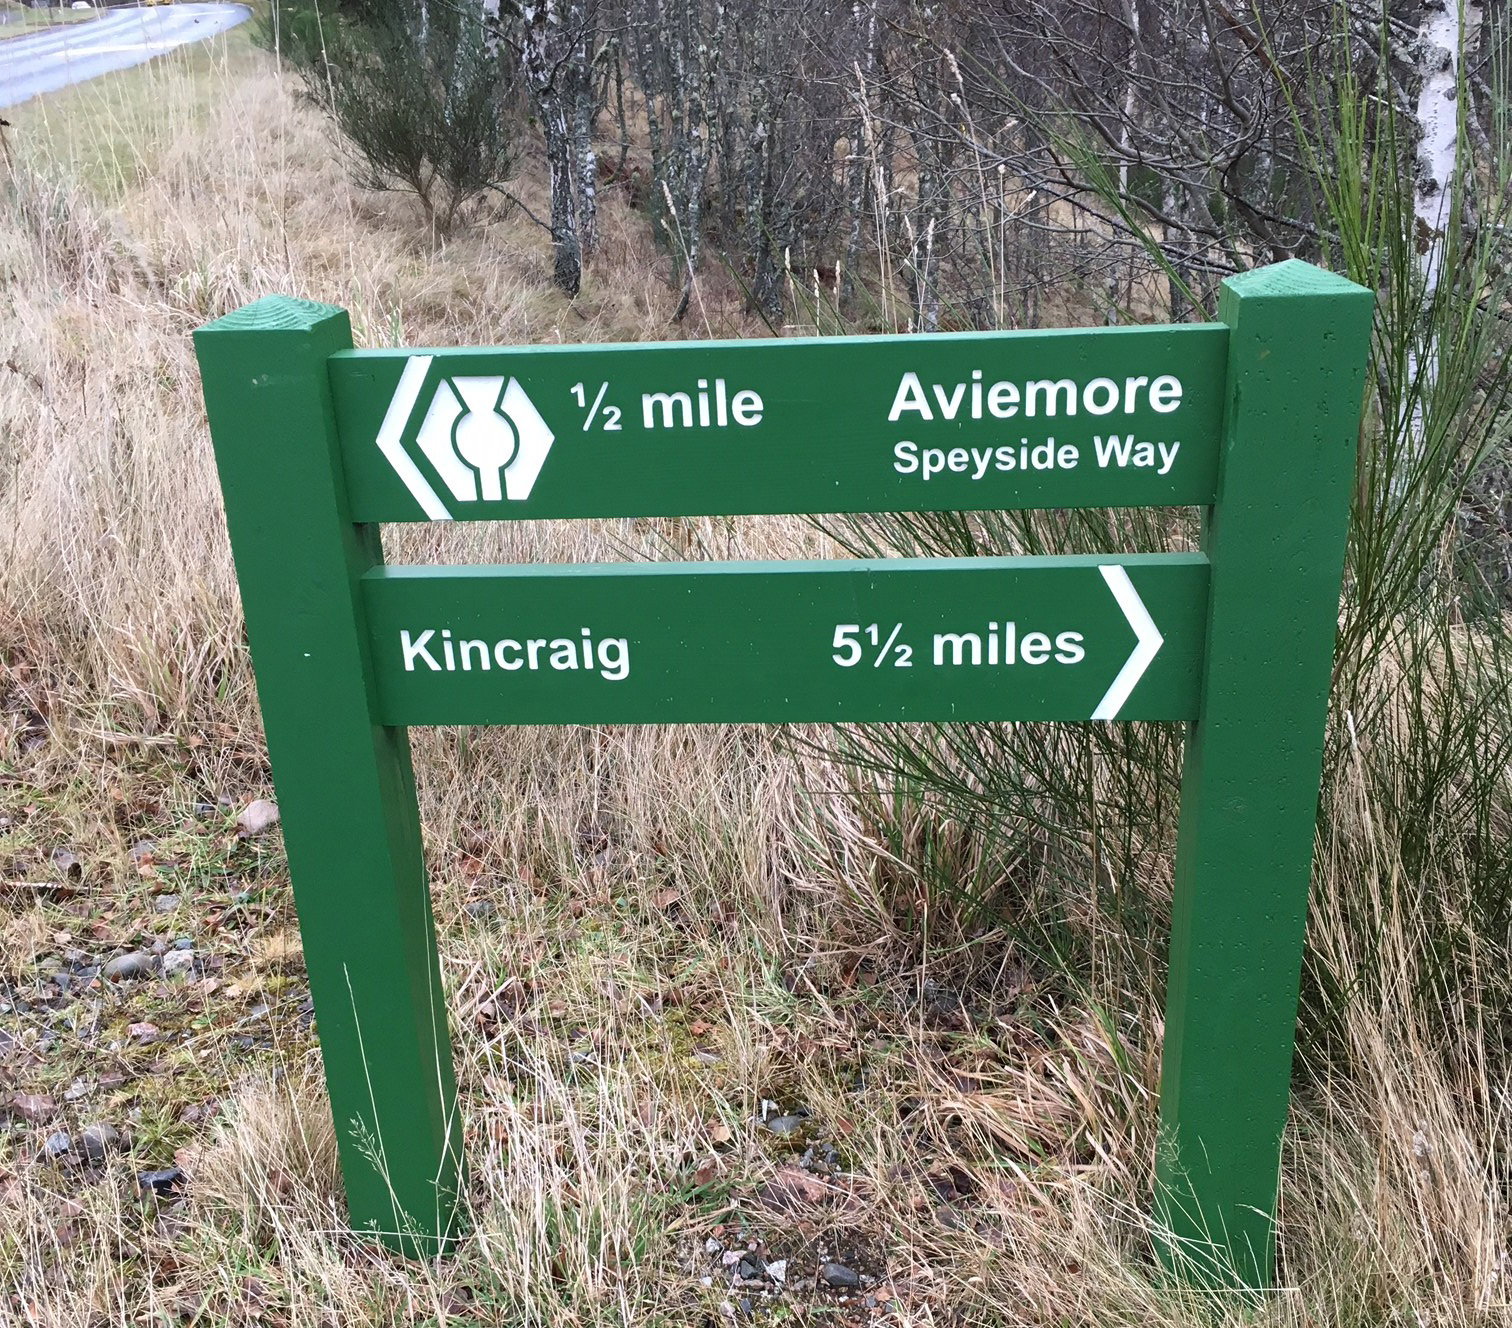 ½ mile Aviemore
Speyside Way
Kincraig 5½ miles